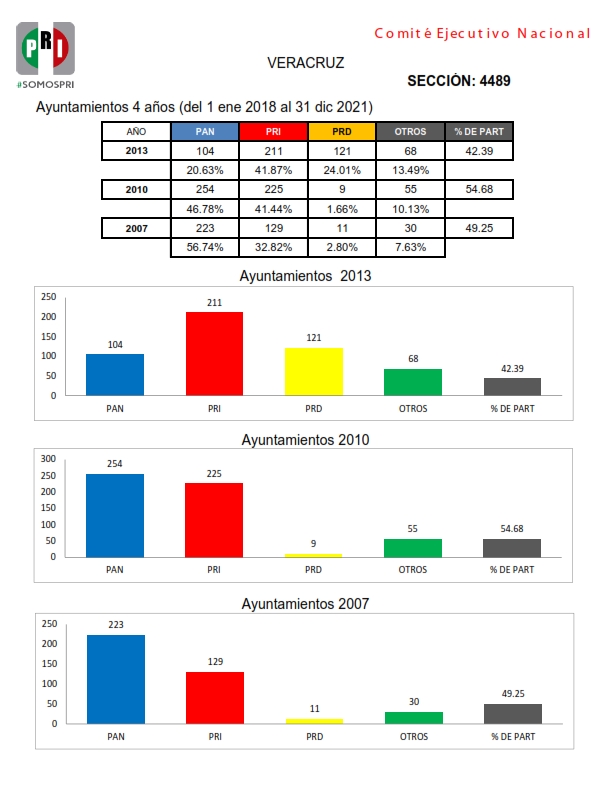 Comité Ejecutivo Nacional
PRI
#SOMOSPRI
VERACRUZ
SECCIÓN: 4489
Ayuntamientos 4 años (del 1 ene 2018 al 31 dic 2021)
AÑO PAN PRI PRD OTROS % DE PART
2013 104 211 121 68 42.39
20.63% 41.87% 24.01% 13.49%
2010 254 225 9 55 54.68
46.78% 41.44% 1.66% 10.13%
2007 223 129 11 30 49.25
56.74% 32.82% 2.80% 7.63%
Ayuntamientos 2013
250
200
150
100
50
0
104 211 121 68 42.39
PAN PRI PRD OTROS % DE PART
Ayuntamientos 2010
300
250
200
150
100
50
0
254 225 9 55 54.68
PAN PRI PRD OTROS % DE PART
Ayuntamientos 2007
250
200
150
100
50
0
223 129 11 30 49.25
PAN PRI PRD OTROS % DE PART